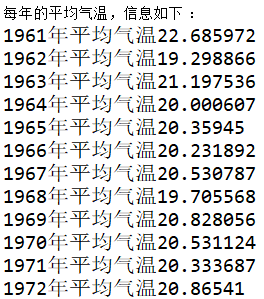 每年的平均气温，信息如下：
1961年平均气温22.685972
1962年平均气温19.298866
1963年平均气温21.197536
1964年平均气温20.000607
1965年平均气温20.35945
1966年平均气温20.231892
1967年平均气温20.530787
1968年平均气温19.705568
1969年平均气温20.828056
1970年平均气温20.531124
1971年平均气温20.333687
1972年平均气温20.86541